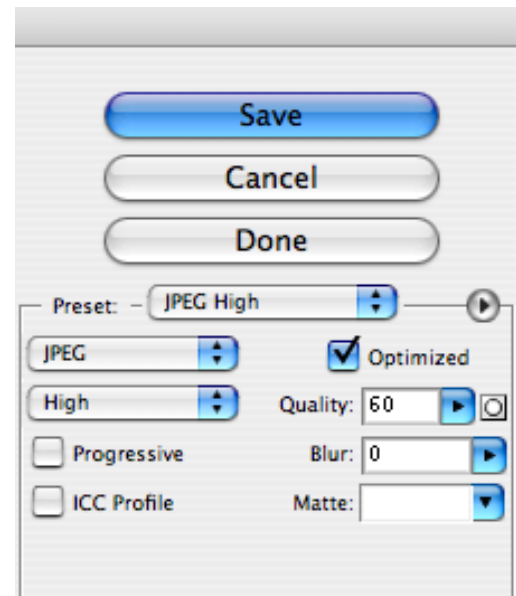 Save
Cancel
Done
Preset: JPEG High
JPEG Optimized
High Quality: 60
Progressive Blur: 0
ICC Profile Matte: